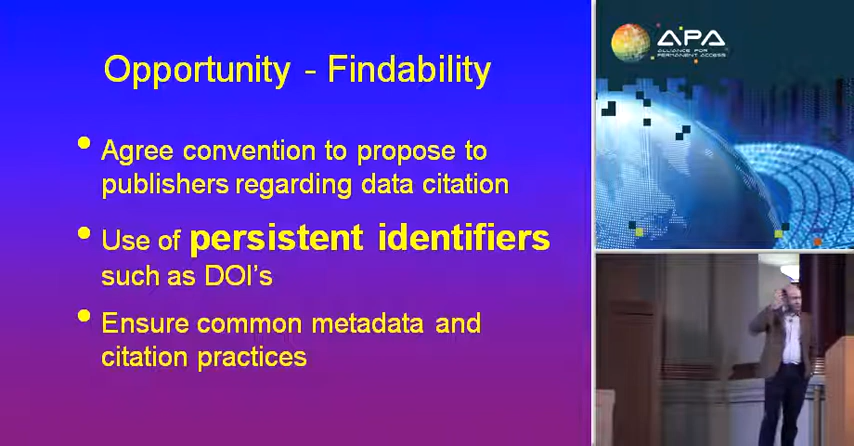 Opportunity - Findability
• Agree convention to propose to
publishers regarding data citation
• Use of persistent identifiers
such as DOI's
• Ensure common metadata and
citation practices
APA
ALLIANCE FOR
PERMANENT ACCESS